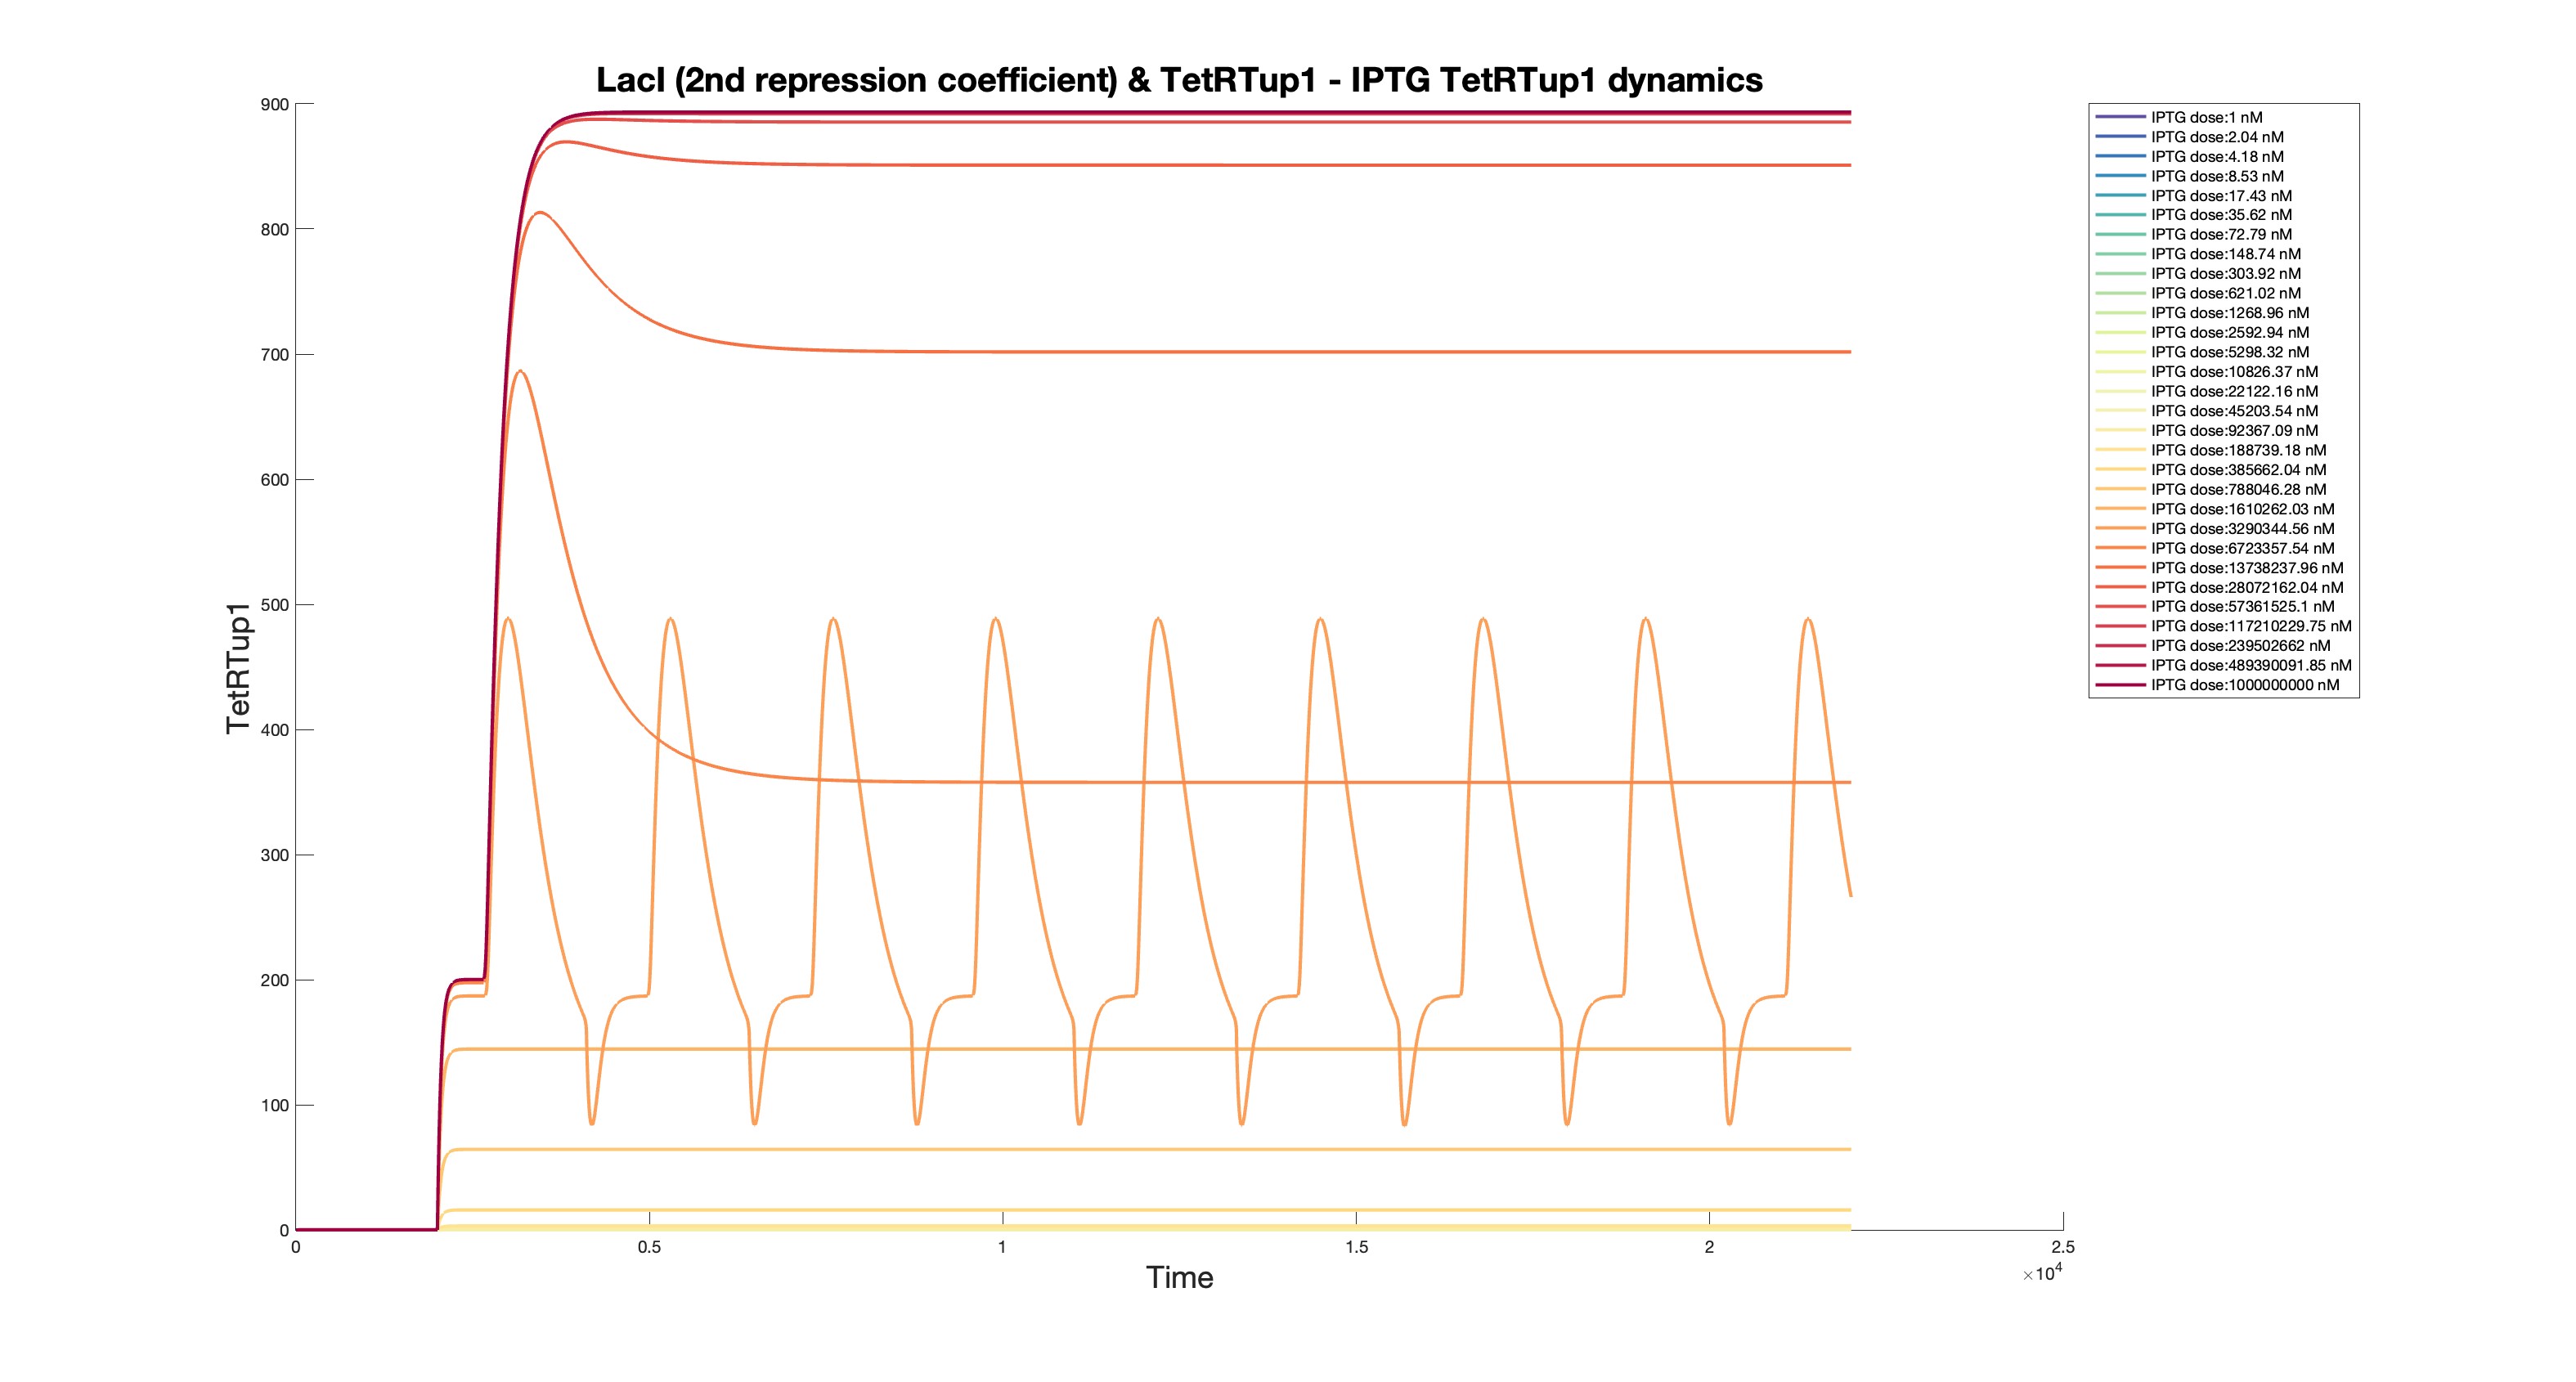 LacI (2nd repression coefficient) & TetRTup1 - IPTG TetRTup1 dynamics
900
800
700
600
500
400
300
200
100
0
TetRTup1
0 0.5 1 1.5 2 2.5
×10^4
Time
IPTG dose:1 nM
IPTG dose:2.04 nM
IPTG dose:4.18 nM
IPTG dose:8.53 nM
IPTG dose:17.43 nM
IPTG dose:35.62 nM
IPTG dose:72.79 nM
IPTG dose:148.74 nM
IPTG dose:303.92 nM
IPTG dose:621.02 nM
IPTG dose:1268.96 nM
IPTG dose:2592.94 nM
IPTG dose:5298.32 nM
IPTG dose:10826.37 nM
IPTG dose:22122.16 nM
IPTG dose:45203.54 nM
IPTG dose:92367.09 nM
IPTG dose:188739.18 nM
IPTG dose:385662.04 nM
IPTG dose:788046.28 nM
IPTG dose:1610262.03 nM
IPTG dose:3290344.56 nM
IPTG dose:6723357.54 nM
IPTG dose:13738237.96 nM
IPTG dose:28072162.04 nM
IPTG dose:57361525.1 nM
IPTG dose:117210229.75 nM
IPTG dose:239502662 nM
IPTG dose:489390091.85 nM
IPTG dose:1000000000 nM